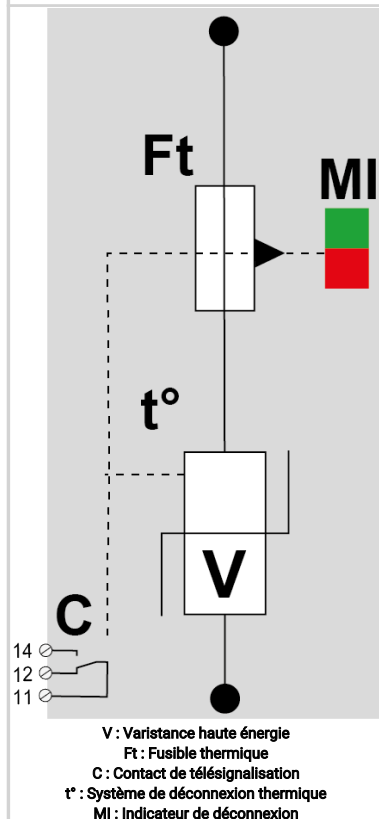 Ft
MI
t°
V
C
14
12
11
V : Varistance haute énergie
Ft : Fusible thermique
C : Contact de télésignalisation
t° : Système de déconnexion thermique
MI : Indicateur de déconnexion